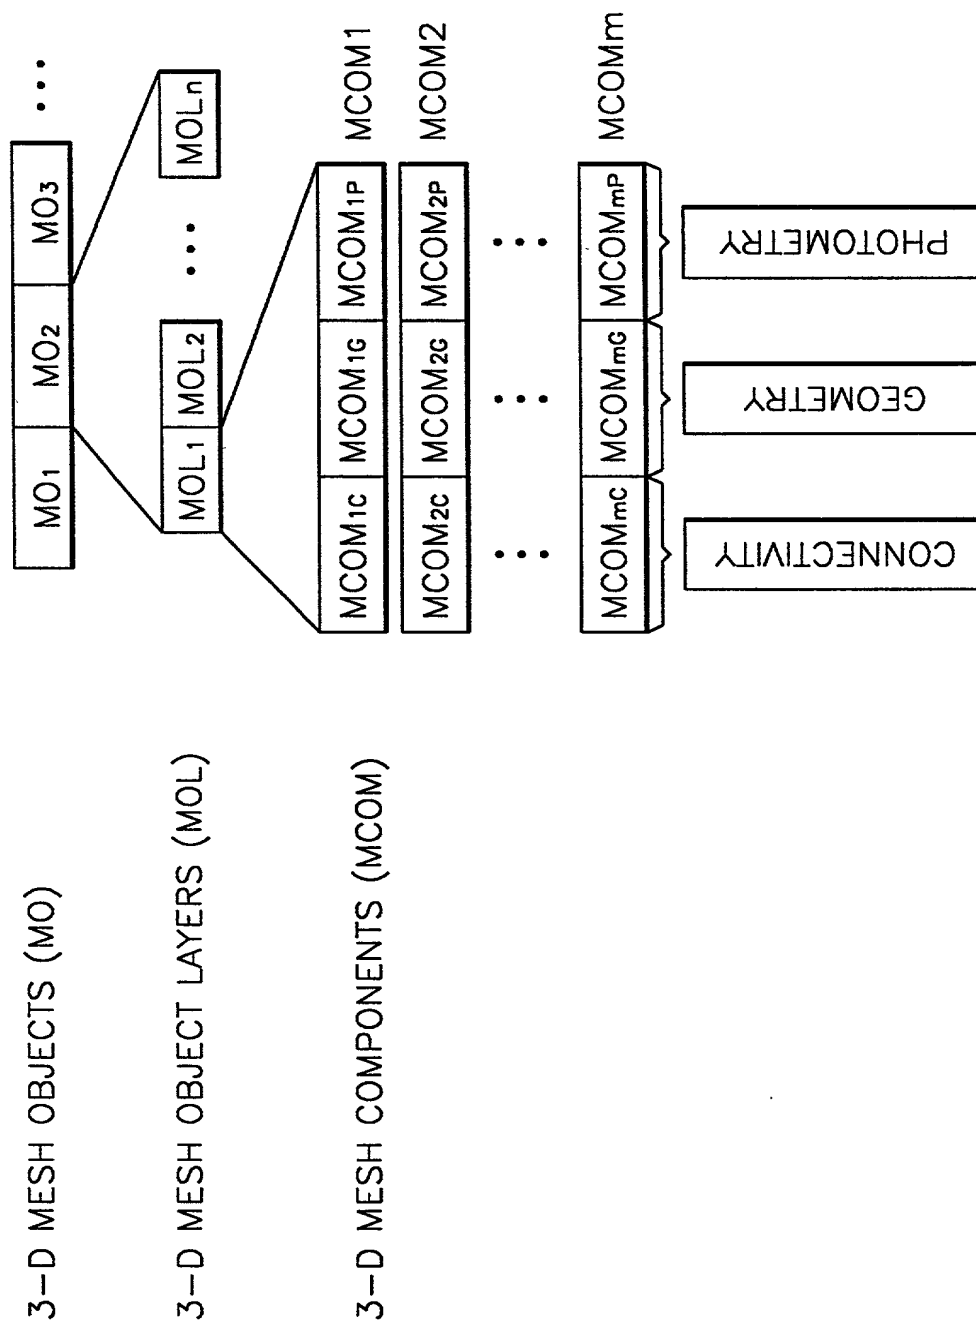 3-D MESH OBJECTS (MO)
MO1 MO2 MO3 •••
3-D MESH OBJECT LAYERS (MOL)
MOL1 MOL2 ••• MOLn
3-D MESH COMPONENTS (MCOM)
MCOM1C MCOM1G MCOM1P MCOM1
MCOM2C MCOM2G MCOM2P MCOM2
••• ••• •••
MCOMmC MCOMmG MCOMmP MCOMm
CONNECTIVITY
GEOMETRY
PHOTOMETRY